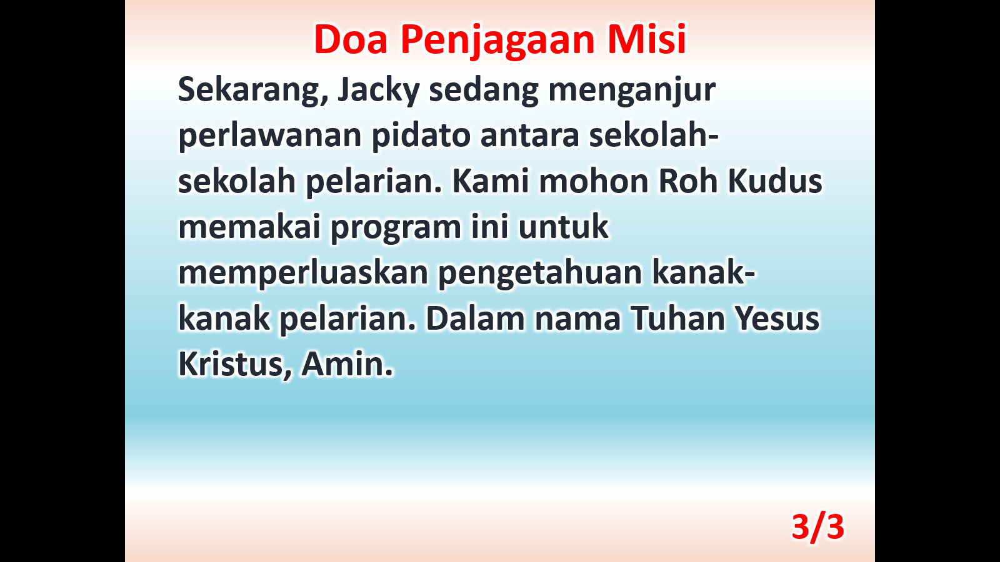 Doa Penjagaan Misi
Sekarang, Jacky sedang menganjur
perlawanan pidato antara sekolah-
sekolah pelarian. Kami mohon Roh Kudus
memakai program ini untuk
memperluaskan pengetahuan kanak-
kanak pelarian. Dalam nama Tuhan Yesus
Kristus, Amin.
3/3